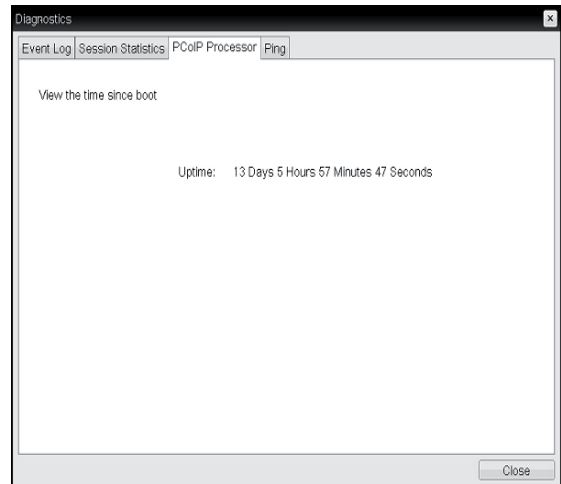 Diagnostics
Event Log Session Statistics PCoIP Processor Ping
View the time since boot
Uptime: 13 Days 5 Hours 57 Minutes 47 Seconds
Close